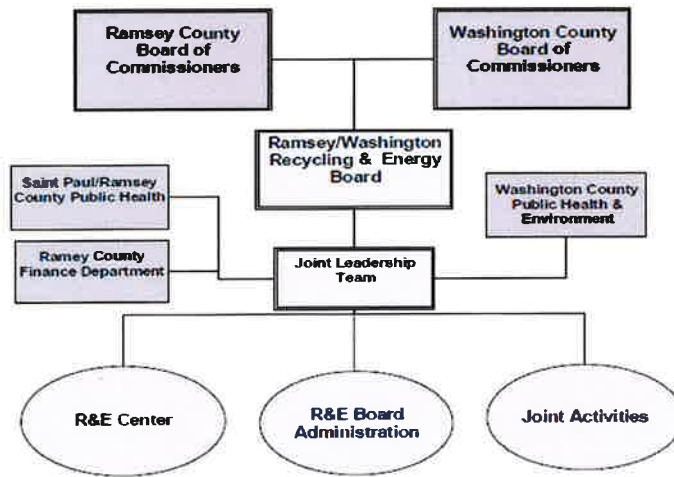 Ramsey County
Board of
Commissioners
Washington County
Board of
Commissioners
Ramsey/Washington
Recycling & Energy
Board
Saint Paul/Ramsey
County Public Health
Washington County
Public Health &
Environment
Ramey County
Finance Department
Joint Leadership
Team
R&E Center
R&E Board
Administration
Joint Activities